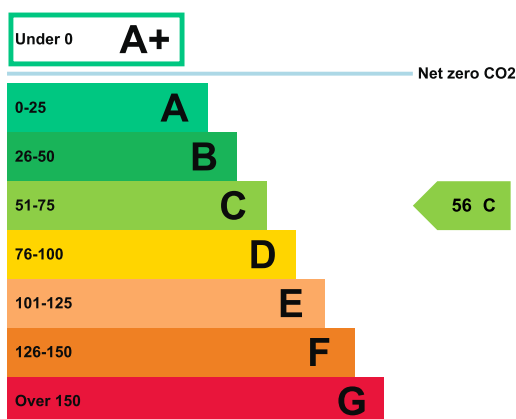 Under 0 A+
Net zero CO2
0-25 A
26-50 B
51-75 C
56 C
76-100 D
101-125 E
126-150 F
Over 150 G